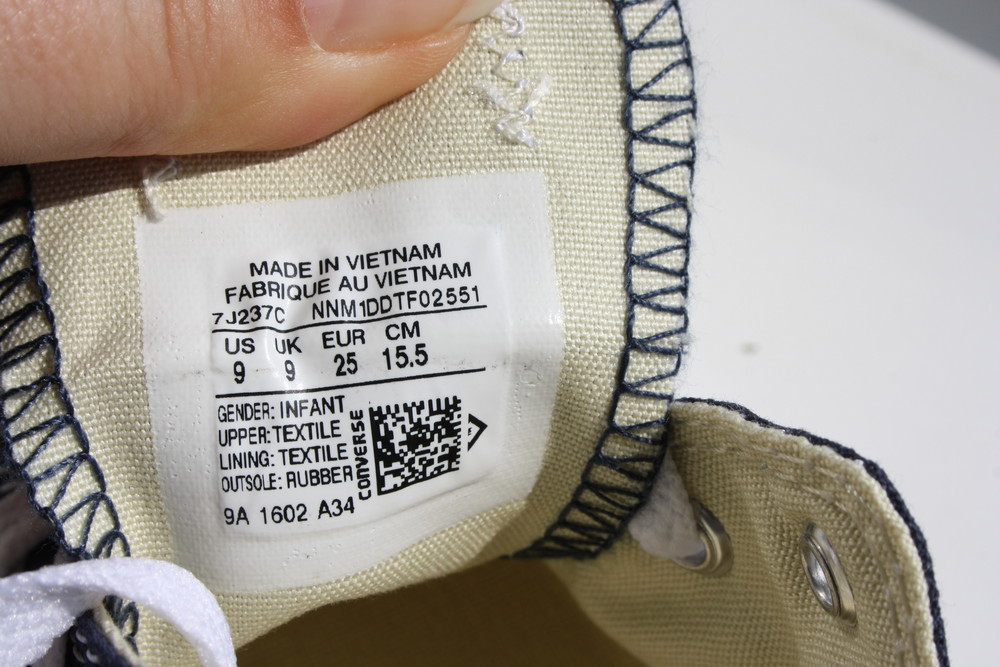 MADE IN VIETNAM
FABRIQUE AU VIETNAM
7J237C NNM1DDTF02551
US UK EUR CM
9 9 25 15.5
GENDER: INFANT
UPPER: TEXTILE
LINING: TEXTILE
OUTSOLE: RUBBER
CONVERSE
9A 1602 A34